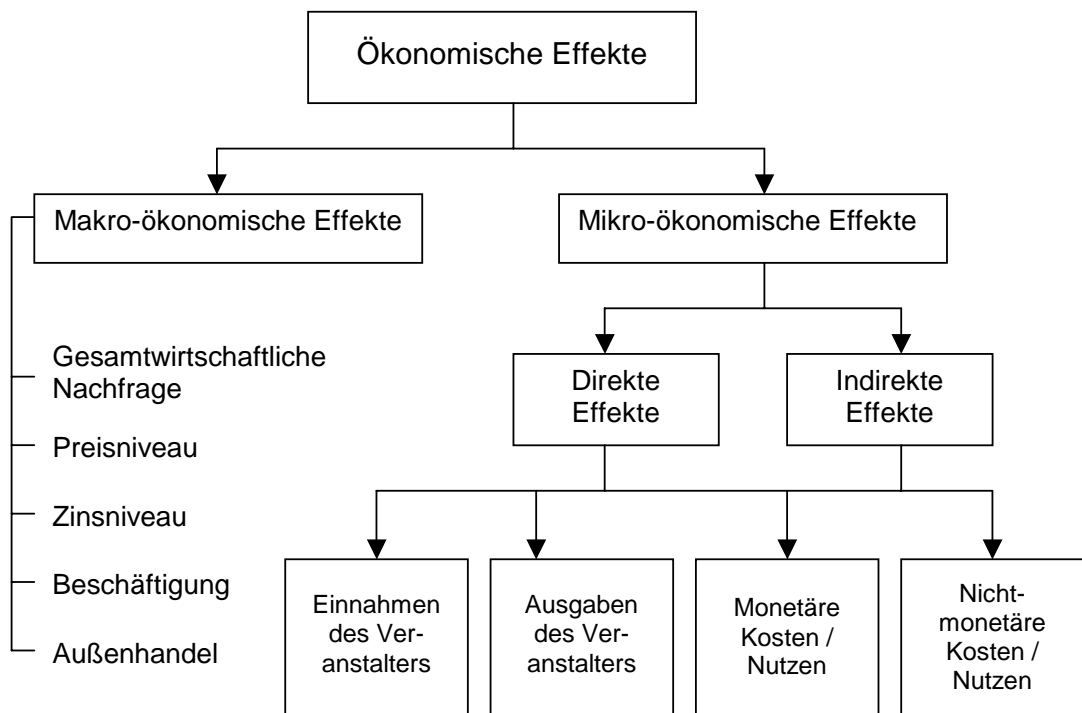 Ökonomische Effekte
Makro-ökonomische Effekte
Mikro-ökonomische Effekte
Gesamtwirtschaftliche
Nachfrage
Preisniveau
Zinsniveau
Beschäftigung
Außenhandel
Direkte
Effekte
Indirekte
Effekte
Einnahmen
des Ver-
anstalters
Ausgaben
des Ver-
anstalters
Monetäre
Kosten /
Nutzen
Nicht-
monetäre
Kosten /
Nutzen